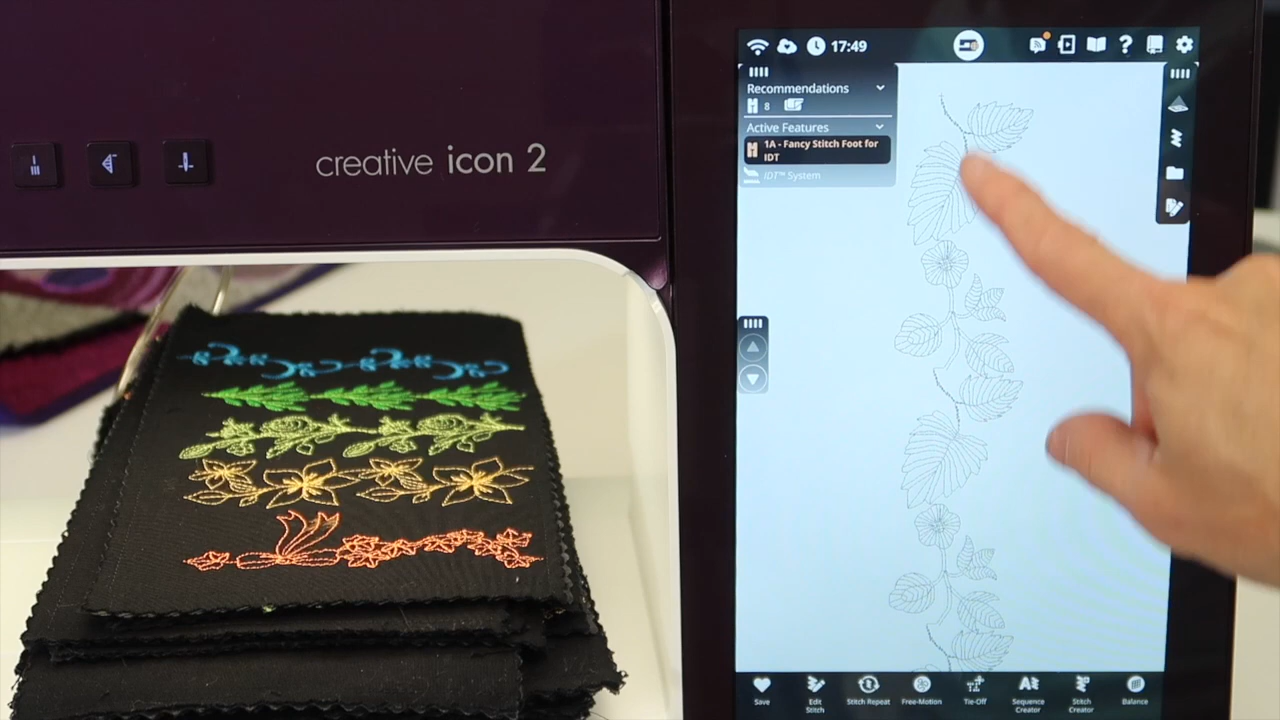 creative icon 2
17:49
Recommendations
8
Active Features
1A - Fancy Stitch Foot for
IDT
IDT™ System
Save
Edit
Stitch
Stitch Repeat
Free-Motion
Tie-Off
Sequence
Creator
Stitch
Creator
Balance